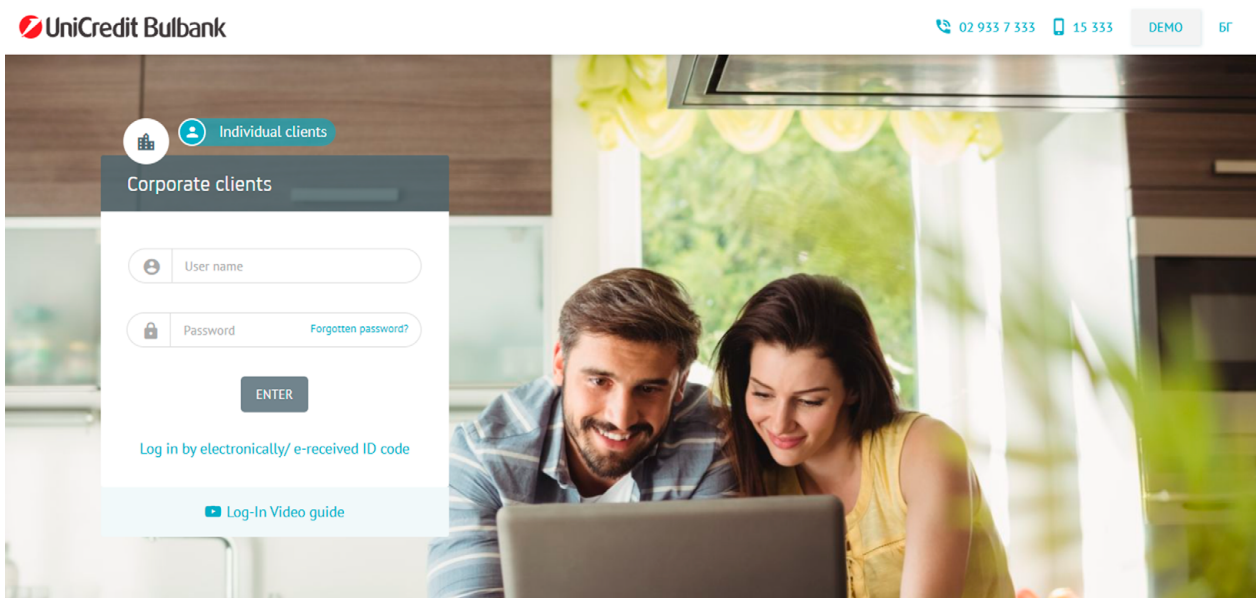 UniCredit Bulbank
02 933 7 333
15 333
DEMO
БГ
Individual clients
Corporate clients
User name
Password
Forgotten password?
ENTER
Log in by electronically/ e-received ID code
Log-In Video guide